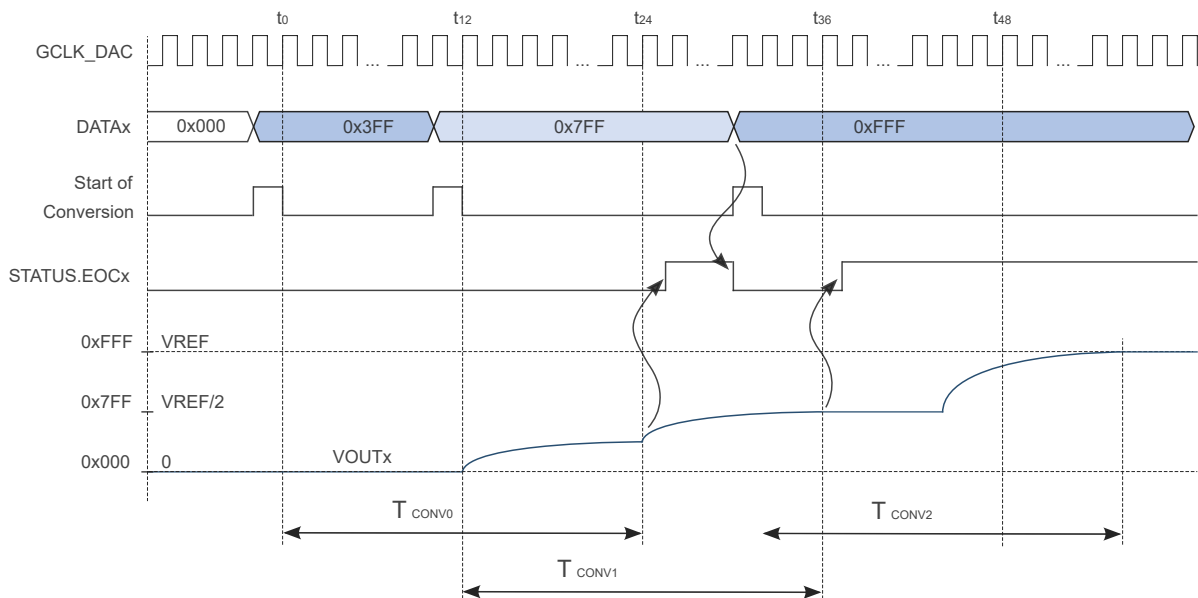 t0 t12 t24 t36 t48
GCLK_DAC ... ... ... ... ...
DATAx 0x000 0x3FF 0x7FF 0xFFF
Start of
Conversion
STATUS.EOCx
0xFFF VREF
0x7FF VREF/2
0x000 0 VOUTx
T CONV0 T CONV2
T CONV1